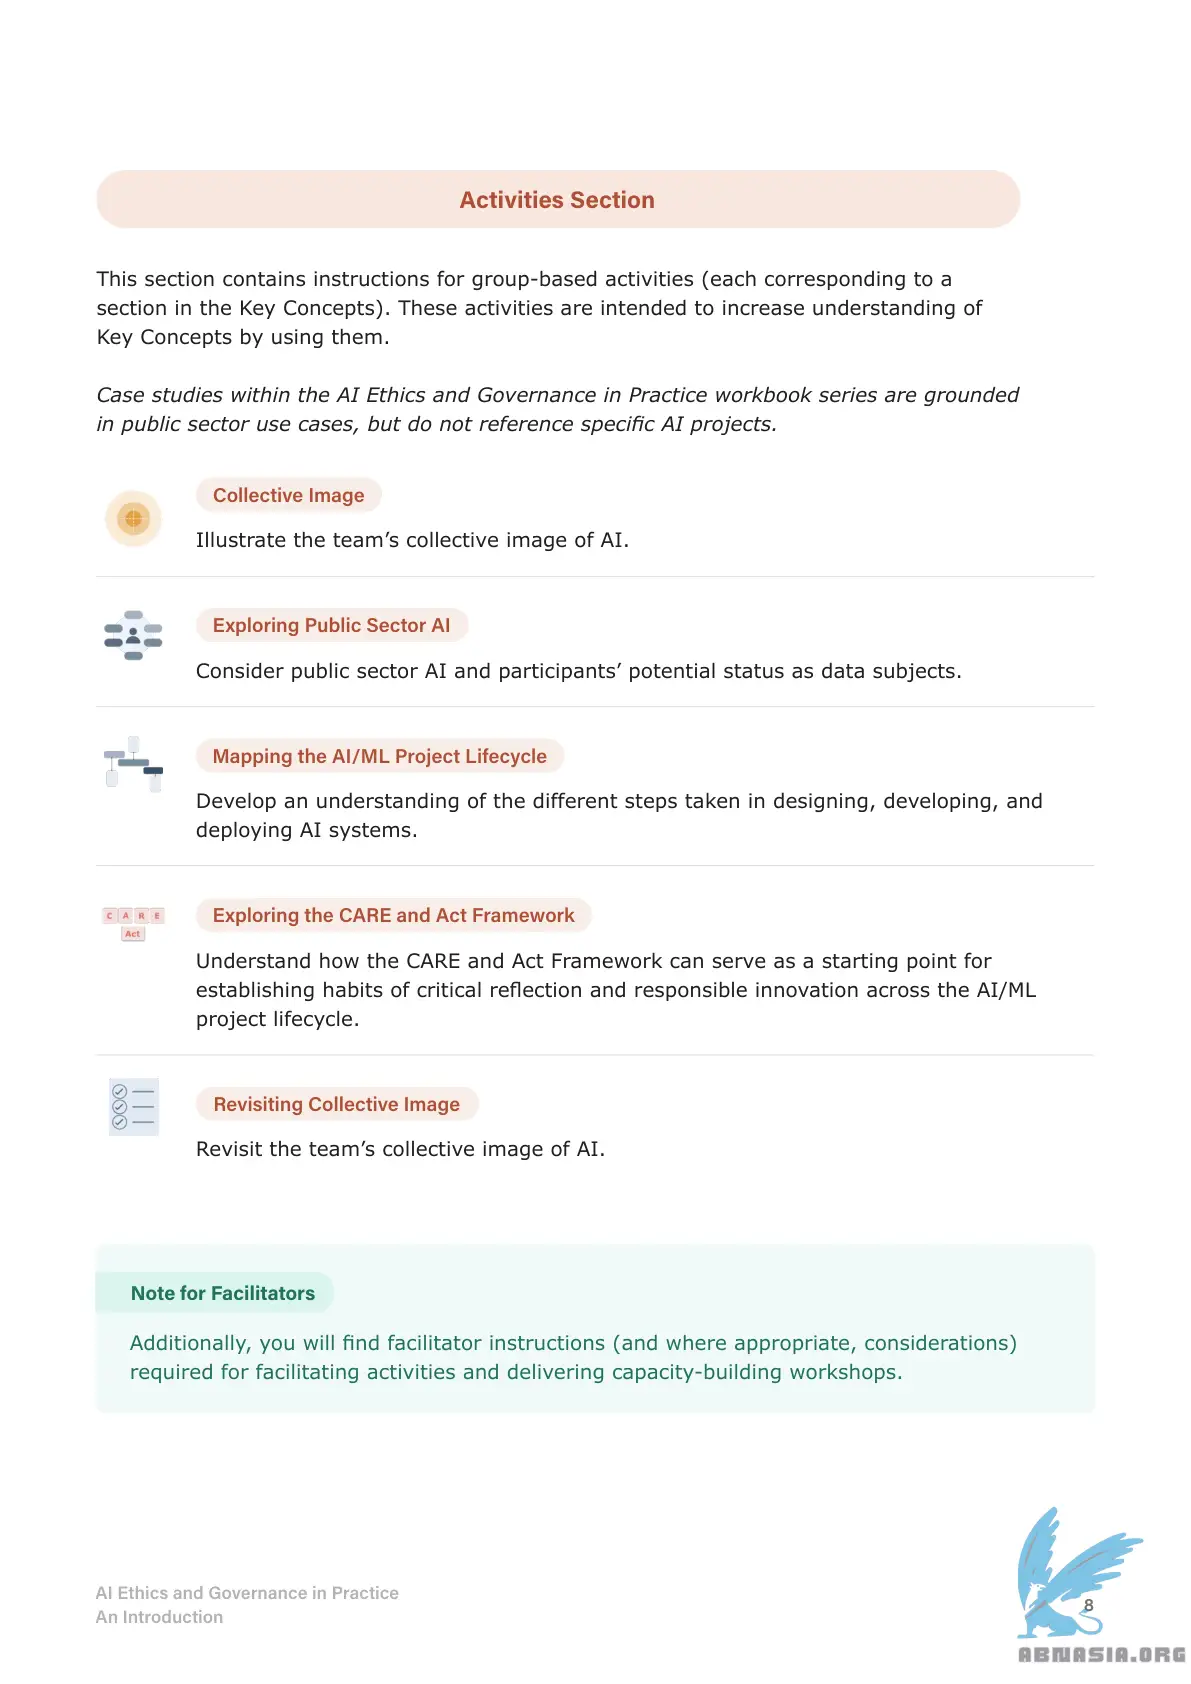 Activities Section
This section contains instructions for group-based activities (each corresponding to a
section in the Key Concepts). These activities are intended to increase understanding of
Key Concepts by using them.
Case studies within the AI Ethics and Governance in Practice workbook series are grounded
in public sector use cases, but do not reference specific AI projects.
Collective Image
Illustrate the team’s collective image of AI.
Exploring Public Sector AI
Consider public sector AI and participants’ potential status as data subjects.
Mapping the AI/ML Project Lifecycle
Develop an understanding of the different steps taken in designing, developing, and
deploying AI systems.
C A R E
Act
Exploring the CARE and Act Framework
Understand how the CARE and Act Framework can serve as a starting point for
establishing habits of critical reflection and responsible innovation across the AI/ML
project lifecycle.
Revisiting Collective Image
Revisit the team’s collective image of AI.
Note for Facilitators
Additionally, you will find facilitator instructions (and where appropriate, considerations)
required for facilitating activities and delivering capacity-building workshops.
AI Ethics and Governance in Practice
An Introduction
8
ABNASIA.ORG